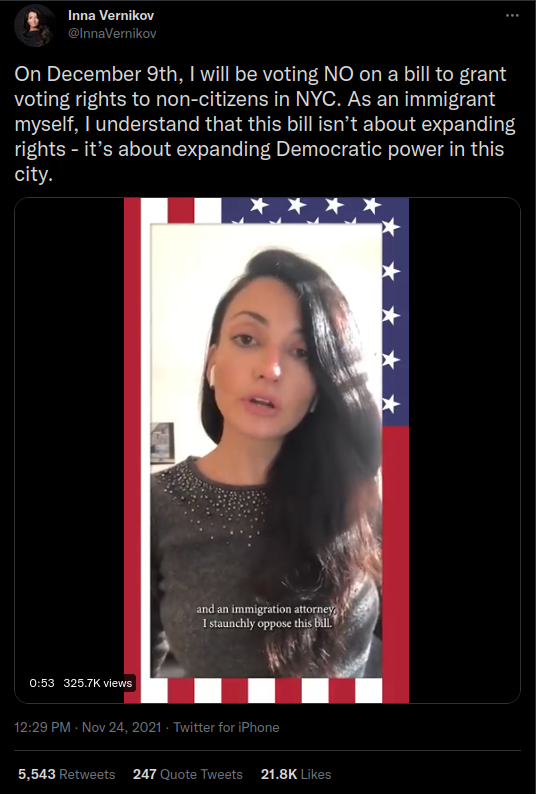 Inna Vernikov
@InnaVernikov
On December 9th, I will be voting NO on a bill to grant
voting rights to non-citizens in NYC. As an immigrant
myself, I understand that this bill isn’t about expanding
rights - it’s about expanding Democratic power in this
city.
and an immigration attorney,
I staunchly oppose this bill.
0:53 325.7K views
12:29 PM · Nov 24, 2021 · Twitter for iPhone
5,543 Retweets 247 Quote Tweets 21.8K Likes